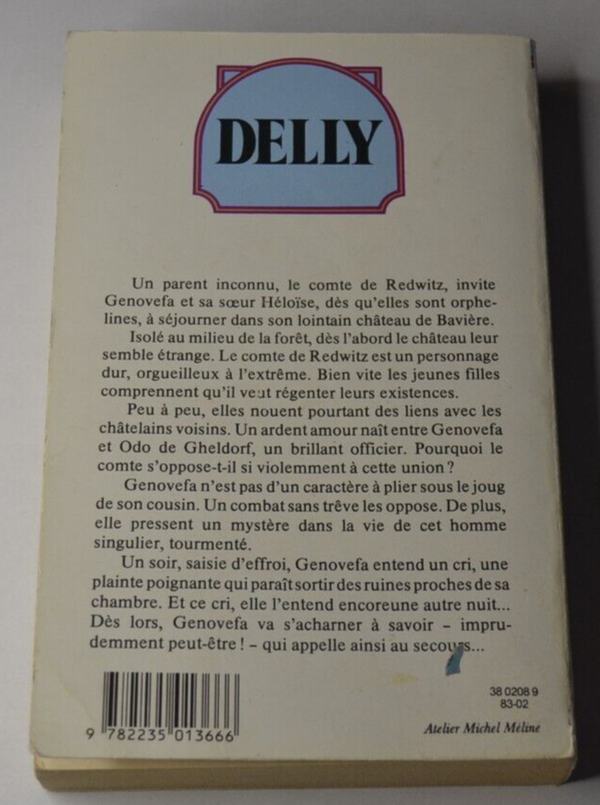 DELLY
Un parent inconnu, le comte de Redwitz, invite
Genovefa et sa sœur Héloïse, dès qu'elles sont orphe-
lines, à séjourner dans son lointain château de Bavière.
Isolé au milieu de la forêt, dès l'abord le château leur
semble étrange. Le comte de Redwitz est un personnage
dur, orgueilleux à l'extrême. Bien vite les jeunes filles
comprennent qu'il veut régenter leurs existences.
Peu à peu, elles nouent pourtant des liens avec les
châtelains voisins. Un ardent amour naît entre Genovefa
et Odo de Gheldorf, un brillant officier. Pourquoi le
comte s'oppose-t-il si violemment à cette union ?
Genovefa n'est pas d'un caractère à plier sous le joug
de son cousin. Un combat sans trêve les oppose. De plus,
elle pressent un mystère dans la vie de cet homme
singulier, tourmenté.
Un soir, saisie d'effroi, Genovefa entend un cri, une
plainte poignante qui paraît sortir des ruines proches de sa
chambre. Et ce cri, elle l'entend encoreune autre nuit...
Dès lors, Genovefa va s'acharner à savoir – impru-
demment peut-être ! – qui appelle ainsi au secours...
38 0208 9
83-02
9 782235 013666
Atelier Michel Méline